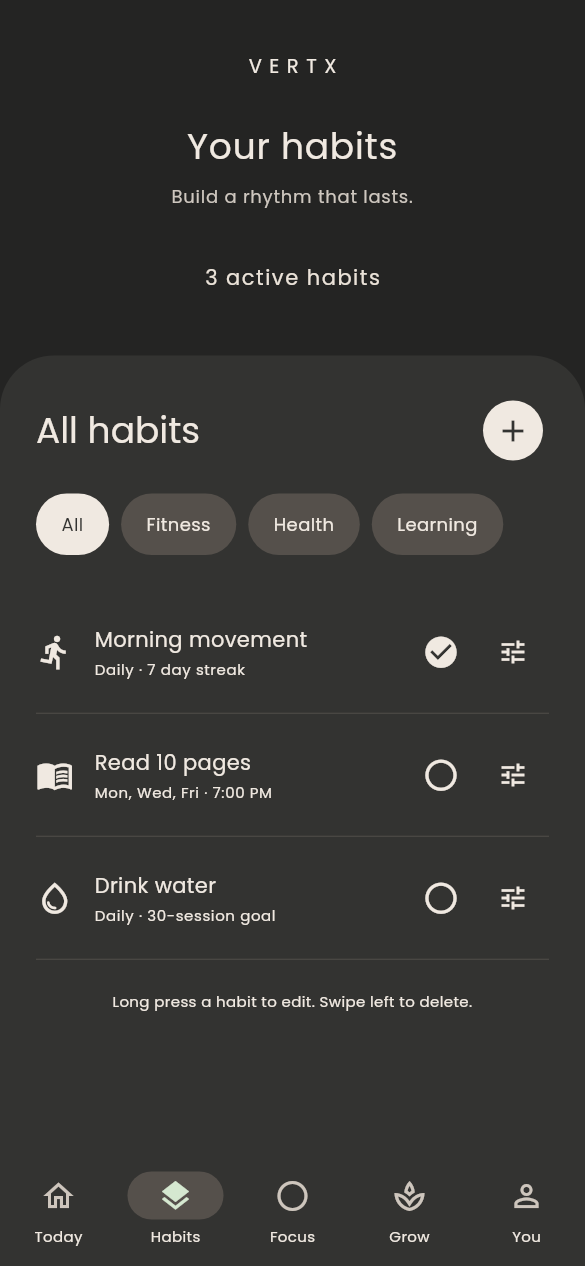 VERTX
Your habits
Build a rhythm that lasts.
3 active habits
All habits
All
Fitness
Health
Learning
Morning movement
Daily · 7 day streak
Read 10 pages
Mon, Wed, Fri · 7:00 PM
Drink water
Daily · 30-session goal
Long press a habit to edit. Swipe left to delete.
Today
Habits
Focus
Grow
You